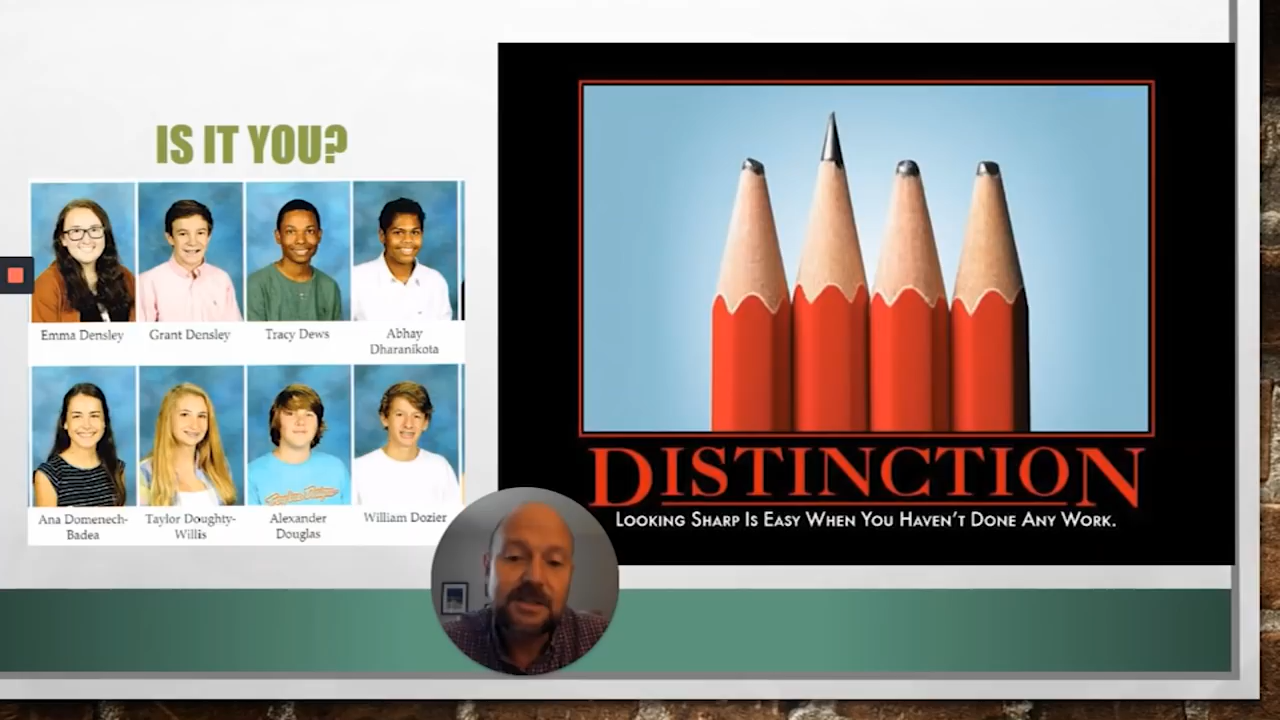 IS IT YOU?
Emma Densley
Grant Densley
Tracy Dews
Abhay
Dharanikota
Ana Domenech-
Badea
Taylor Doughty-
Willis
Alexander
Douglas
William Dozier
DISTINCTION
LOOKING SHARP IS EASY WHEN YOU HAVEN'T DONE ANY WORK.